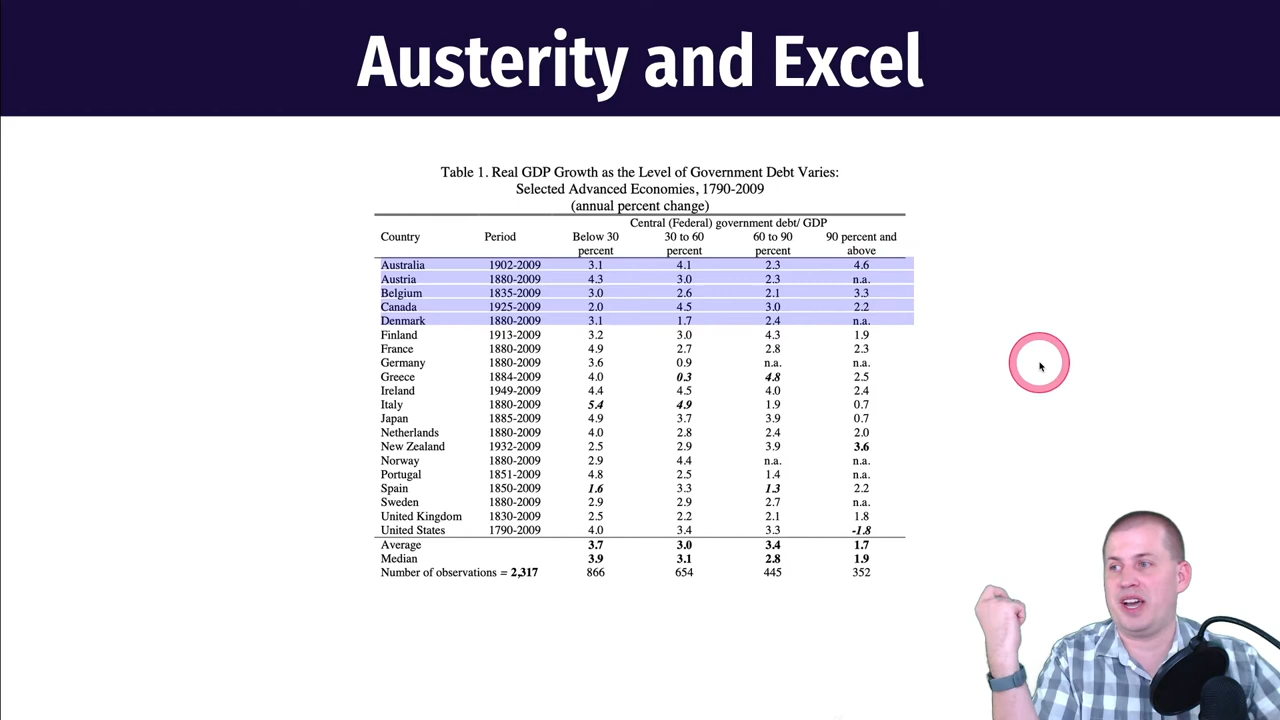 Austerity and Excel
Table 1. Real GDP Growth as the Level of Government Debt Varies:
Selected Advanced Economies, 1790-2009
(annual percent change)
Central (Federal) government debt/ GDP
Country Period Below 30 30 to 60 60 to 90 90 percent and
percent percent percent above
Australia 1902-2009 3.1 4.1 2.3 4.6
Austria 1880-2009 4.3 3.0 2.3 n.a.
Belgium 1835-2009 3.0 2.6 2.1 3.3
Canada 1925-2009 2.0 4.5 3.0 2.2
Denmark 1880-2009 3.1 1.7 2.4 n.a.
Finland 1913-2009 3.2 3.0 4.3 1.9
France 1880-2009 4.9 2.7 2.8 2.3
Germany 1880-2009 3.6 0.9 n.a. n.a.
Greece 1884-2009 4.0 0.3 4.8 2.5
Ireland 1949-2009 4.4 4.5 4.0 2.4
Italy 1880-2009 5.4 4.9 1.9 0.7
Japan 1885-2009 4.9 3.7 3.9 0.7
Netherlands 1880-2009 4.0 2.8 2.4 2.0
New Zealand 1932-2009 2.5 2.9 3.9 3.6
Norway 1880-2009 2.9 4.4 n.a. n.a.
Portugal 1851-2009 4.8 2.5 1.4 n.a.
Spain 1850-2009 1.6 3.3 1.3 2.2
Sweden 1880-2009 2.9 2.9 2.7 n.a.
United Kingdom 1830-2009 2.5 2.2 2.1 1.8
United States 1790-2009 4.0 3.4 3.3 -1.8
Average 3.7 3.0 3.4 1.7
Median 3.9 3.1 2.8 1.9
Number of observations = 2,317 866 654 445 352